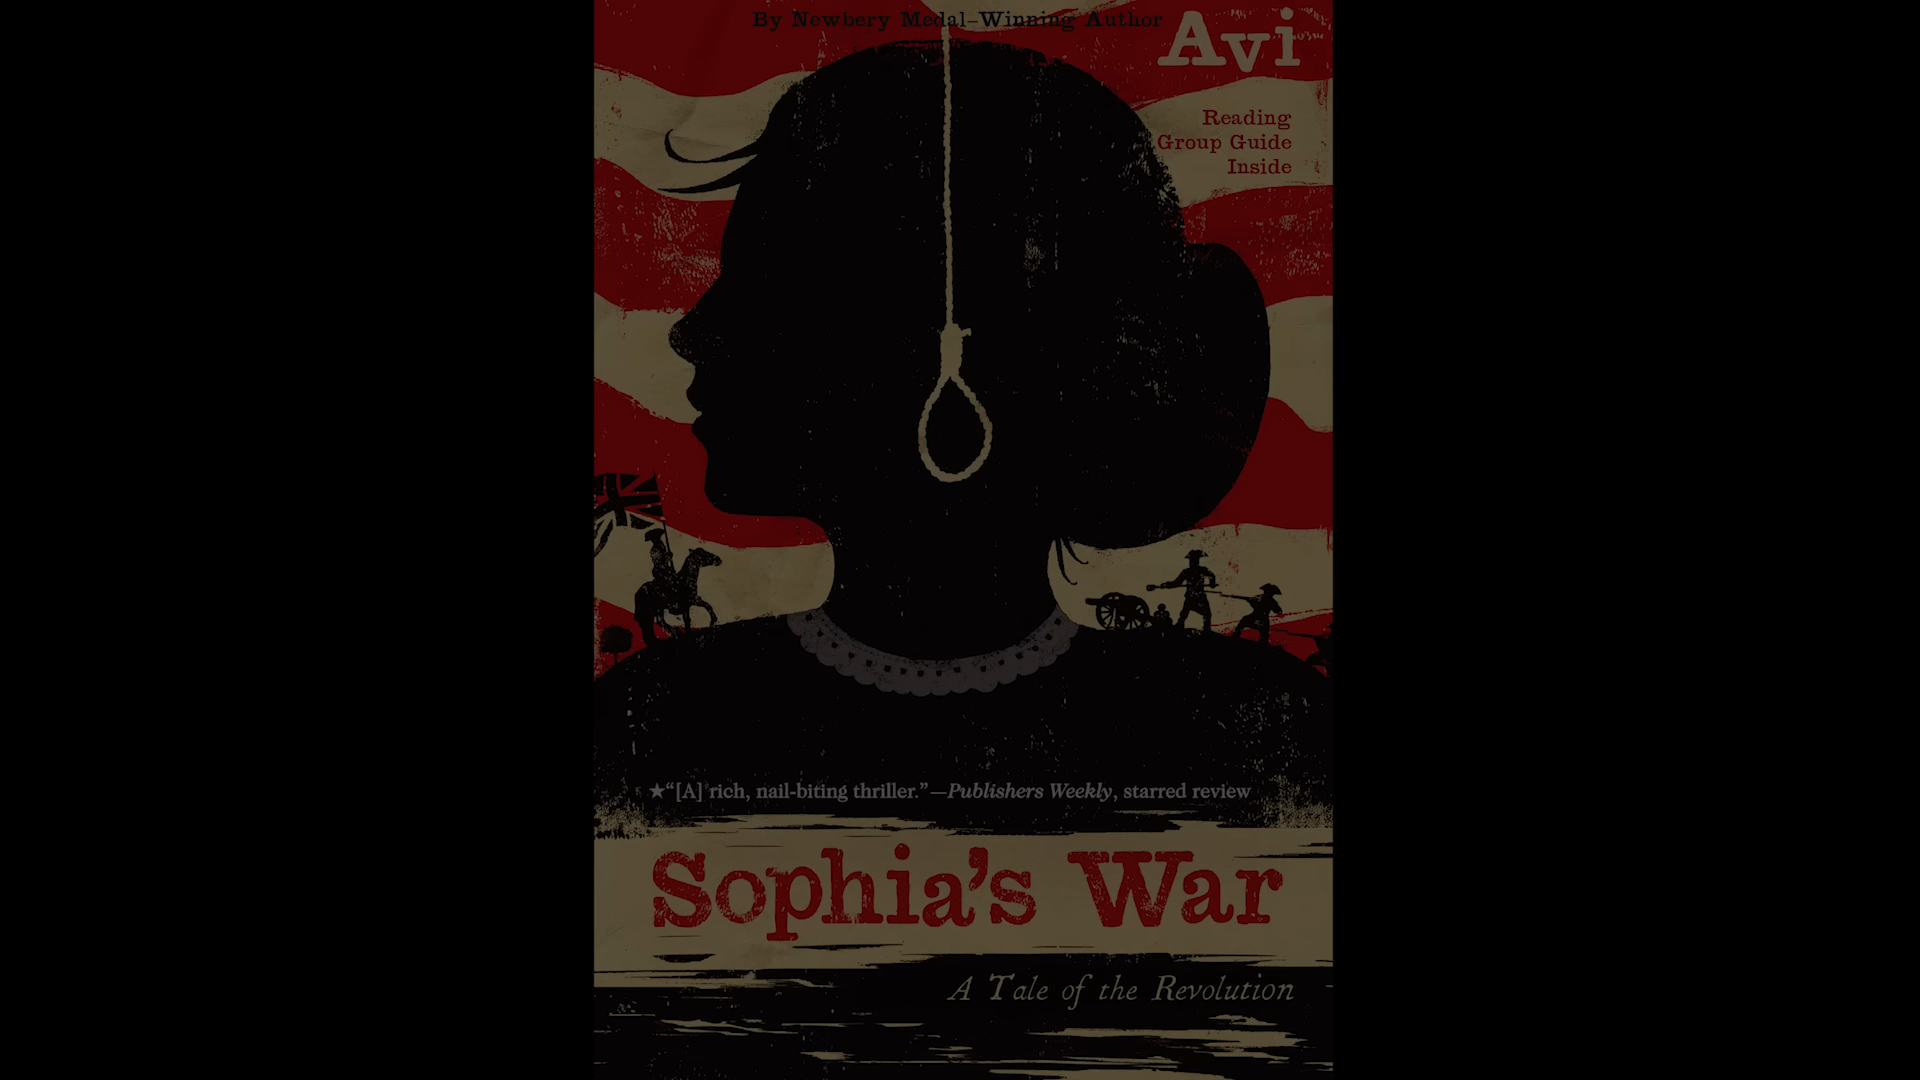 By Newbery Medal–Winning Author
Avi
Reading
Group Guide
Inside
★“[A] rich, nail-biting thriller.”—Publishers Weekly, starred review
Sophia’s War
A Tale of the Revolution